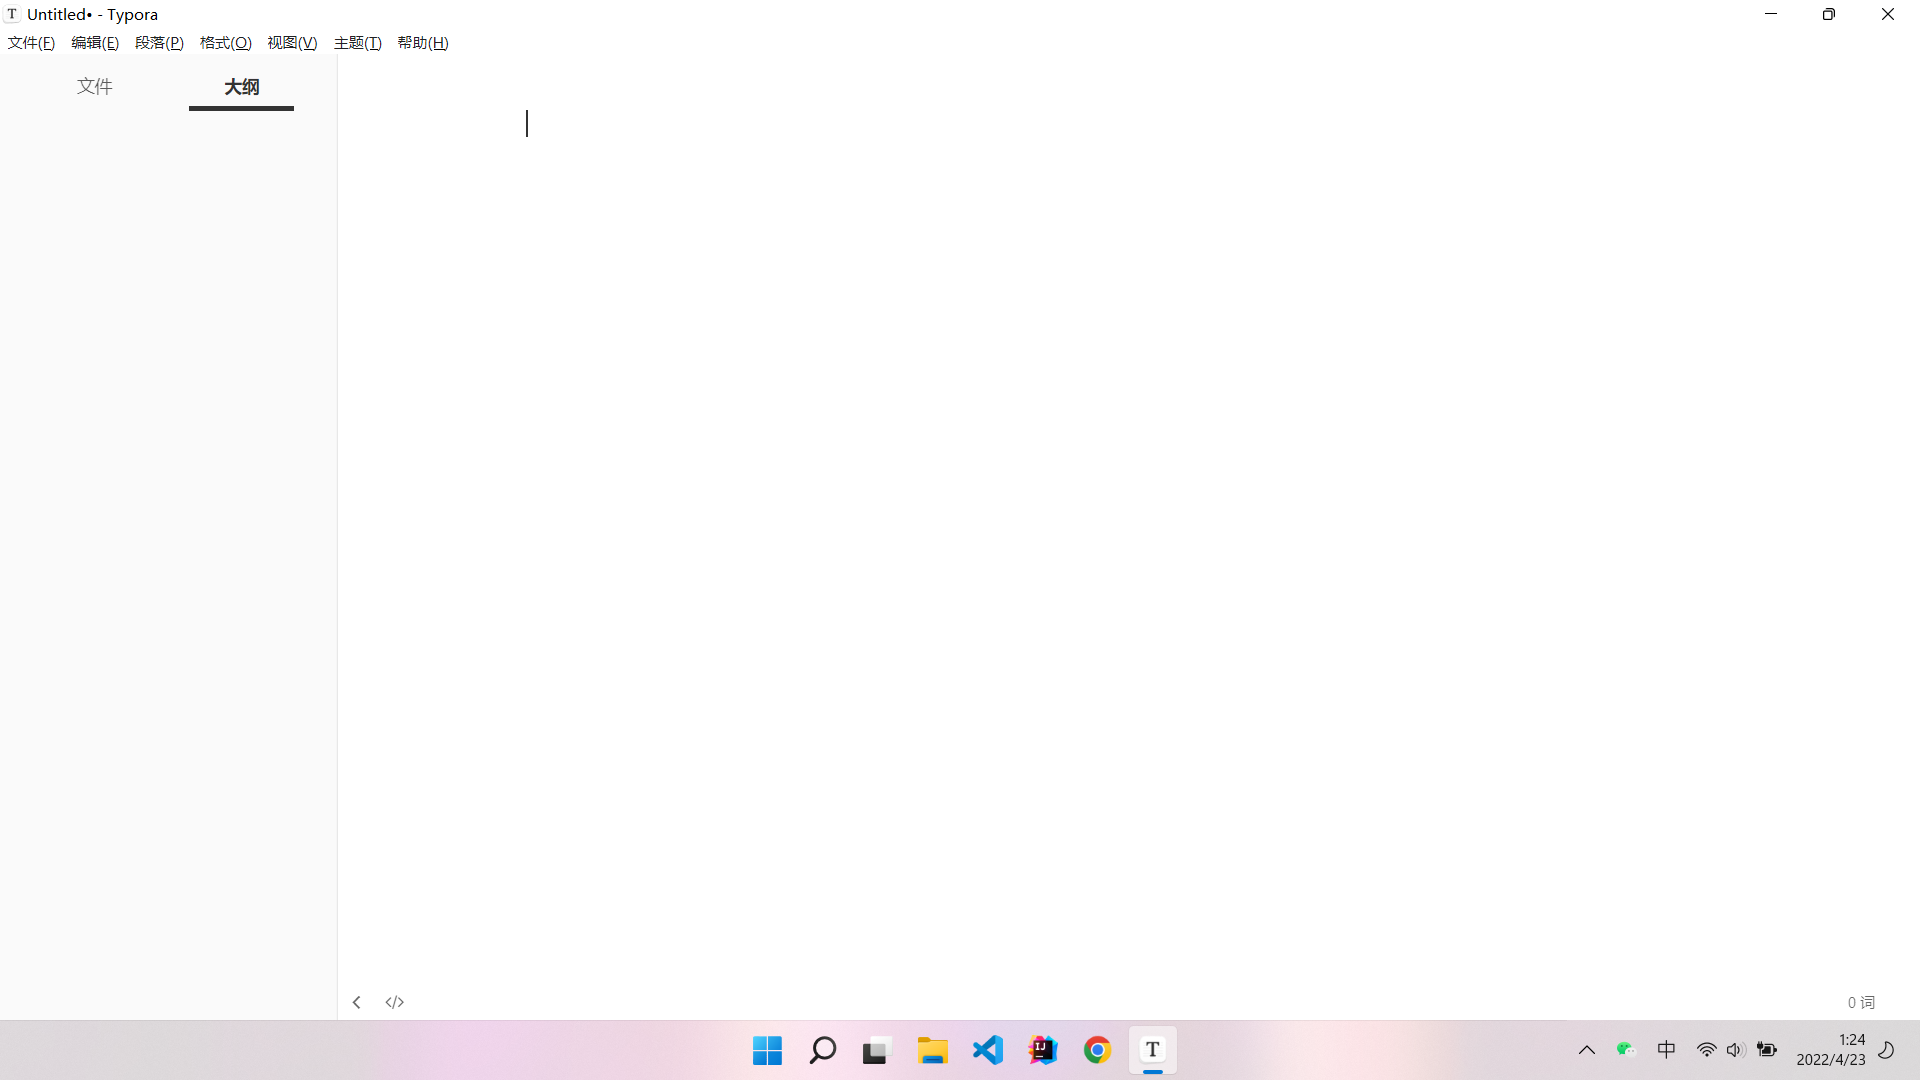 Untitled• - Typora
文件(F) 编辑(E) 段落(P) 格式(O) 视图(V) 主题(T) 帮助(H)
文件 大纲
</>
0 词
中
1:24
2022/4/23